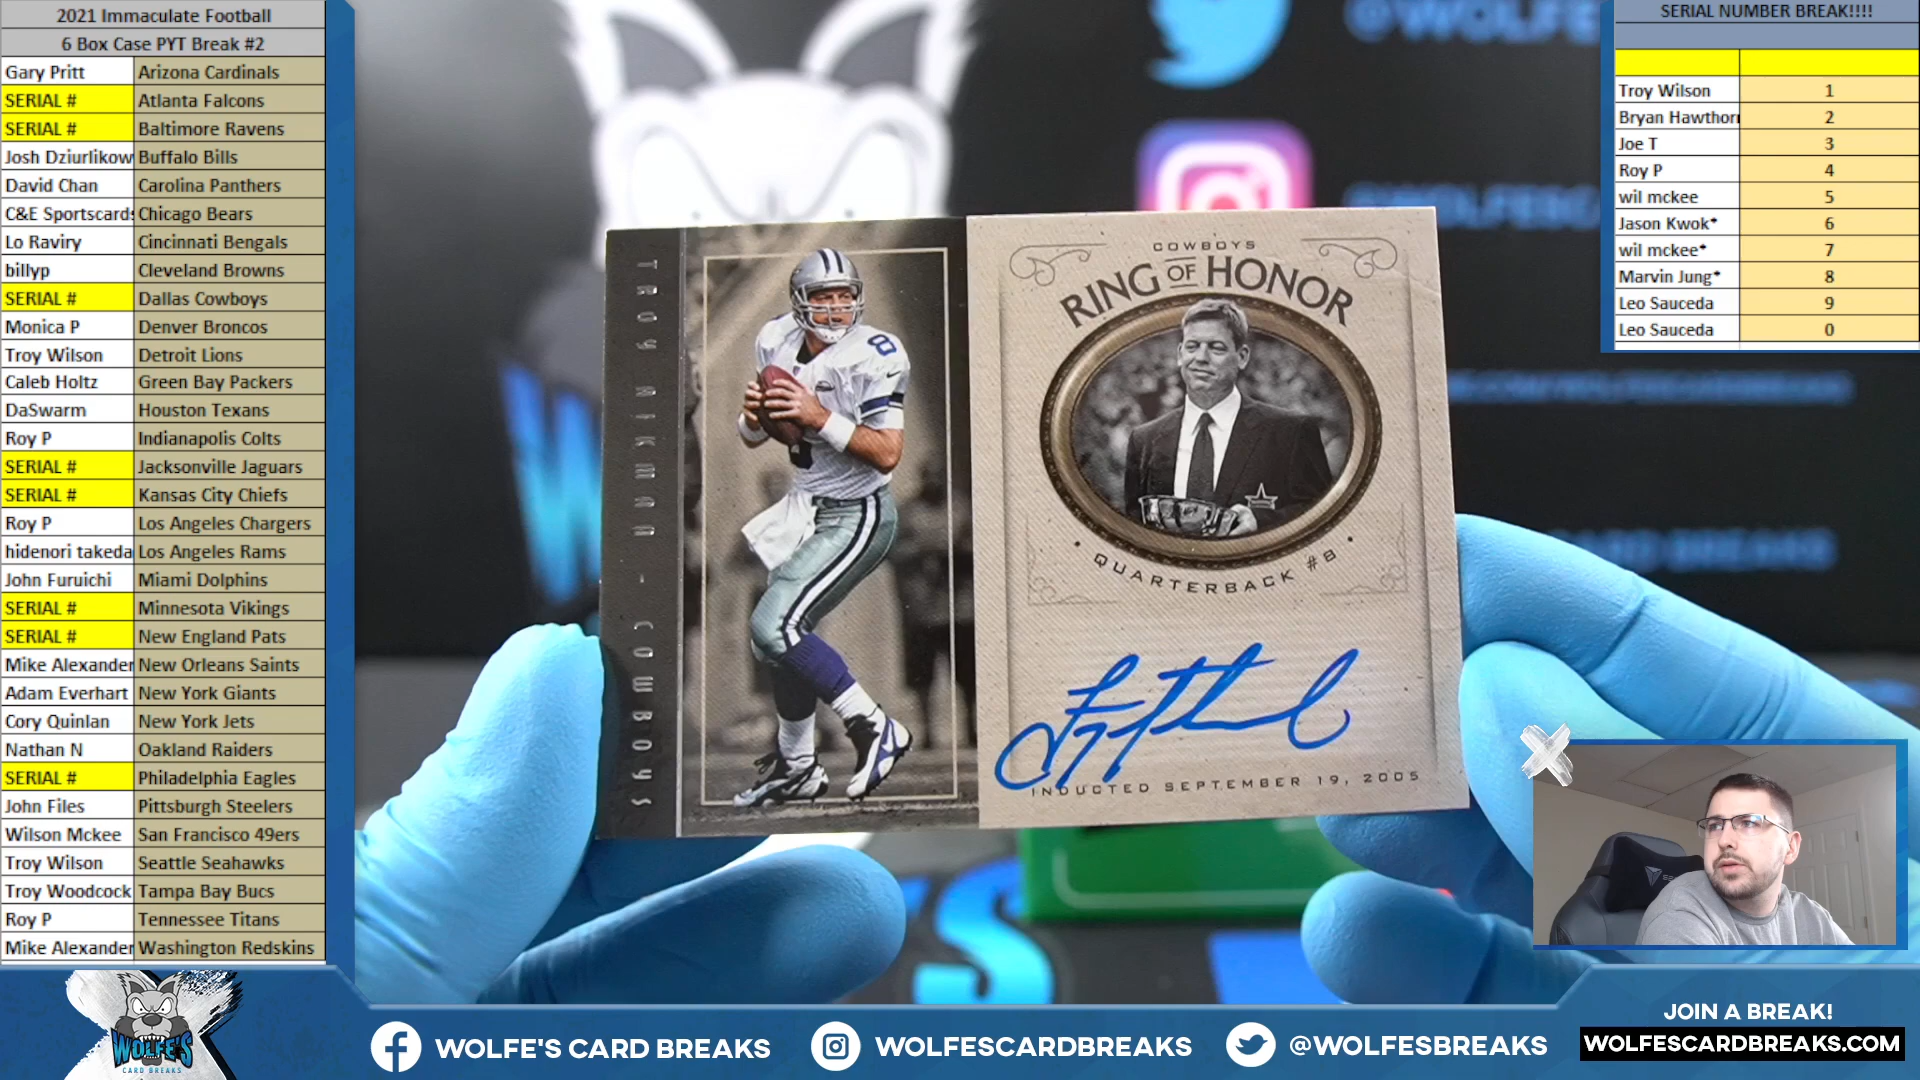 2021 Immaculate Football
6 Box Case PYT Break #2
Gary Pritt Arizona Cardinals
SERIAL # Atlanta Falcons
SERIAL # Baltimore Ravens
Josh Dziurlikow Buffalo Bills
David Chan Carolina Panthers
C&E Sportscards Chicago Bears
Lo Raviry Cincinnati Bengals
billyp Cleveland Browns
SERIAL # Dallas Cowboys
Monica P Denver Broncos
Troy Wilson Detroit Lions
Caleb Holtz Green Bay Packers
DaSwarm Houston Texans
Roy P Indianapolis Colts
SERIAL # Jacksonville Jaguars
SERIAL # Kansas City Chiefs
Roy P Los Angeles Chargers
hidenori takeda Los Angeles Rams
John Furuichi Miami Dolphins
SERIAL # Minnesota Vikings
SERIAL # New England Pats
Mike Alexander New Orleans Saints
Adam Everhart New York Giants
Cory Quinlan New York Jets
Nathan N Oakland Raiders
SERIAL # Philadelphia Eagles
John Files Pittsburgh Steelers
Wilson Mckee San Francisco 49ers
Troy Wilson Seattle Seahawks
Troy Woodcock Tampa Bay Bucs
Roy P Tennessee Titans
Mike Alexander Washington Redskins
@WOLFES
TROY AIKMAN - COWBOYS
8
COWBOYS
RING OF HONOR
QUARTERBACK #8
INDUCTED SEPTEMBER 19, 2005
SERIAL NUMBER BREAK!!!!
Troy Wilson 1
Bryan Hawthorn 2
Joe T 3
Roy P 4
wil mckee 5
Jason Kwok* 6
wil mckee* 7
Marvin Jung* 8
Leo Sauceda 9
Leo Sauceda 0
WOLFE'S
CARD BREAKS
WOLFE'S CARD BREAKS
WOLFESCARDBREAKS
@WOLFESBREAKS
JOIN A BREAK!
WOLFESCARDBREAKS.COM